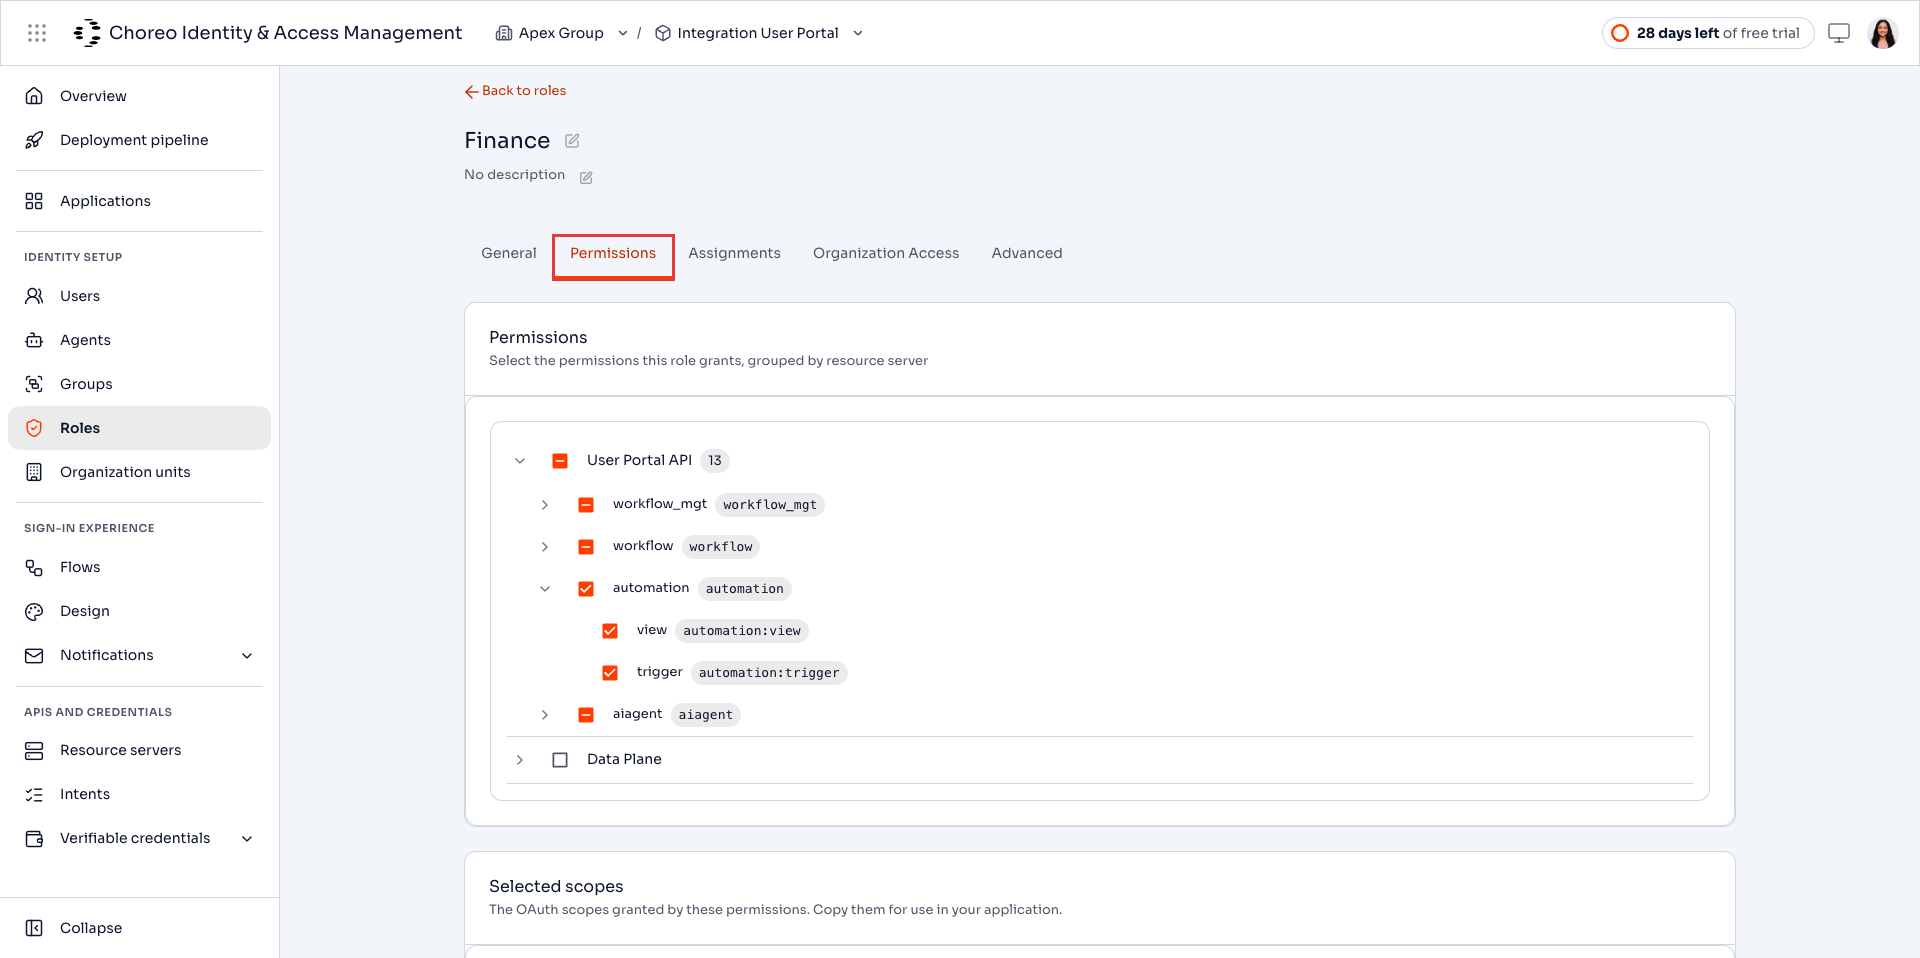 Choreo Identity & Access Management
Apex Group / Integration User Portal
28 days left of free trial
Overview
Deployment pipeline
Applications
IDENTITY SETUP
Users
Agents
Groups
Roles
Organization units
SIGN-IN EXPERIENCE
Flows
Design
Notifications
APIS AND CREDENTIALS
Resource servers
Intents
Verifiable credentials
Collapse
Back to roles
Finance
No description
General Permissions Assignments Organization Access Advanced
Permissions
Select the permissions this role grants, grouped by resource server
User Portal API 13
workflow_mgt workflow_mgt
workflow workflow
automation automation
view automation:view
trigger automation:trigger
aiagent aiagent
Data Plane
Selected scopes
The OAuth scopes granted by these permissions. Copy them for use in your application.